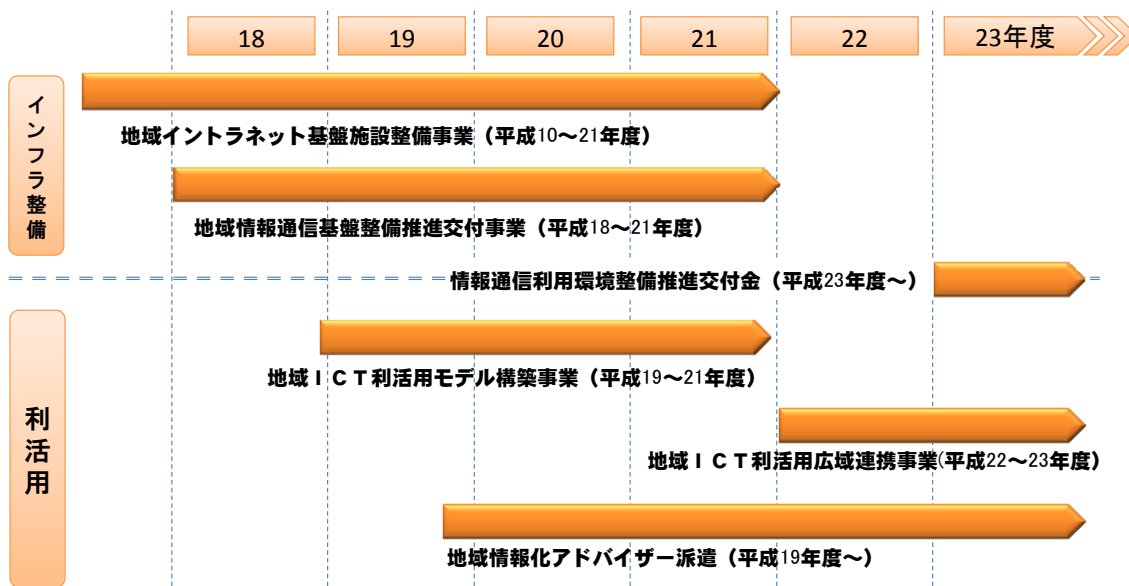 18
19
20
21
22
23年度
インフラ整備
地域イントラネット基盤施設整備事業（平成10～21年度）
地域情報通信基盤整備推進交付事業（平成18～21年度）
情報通信利用環境整備推進交付金（平成23年度～）
利活用
地域ＩＣＴ利活用モデル構築事業（平成19～21年度）
地域ＩＣＴ利活用広域連携事業(平成22～23年度）
地域情報化アドバイザー派遣（平成19年度～）